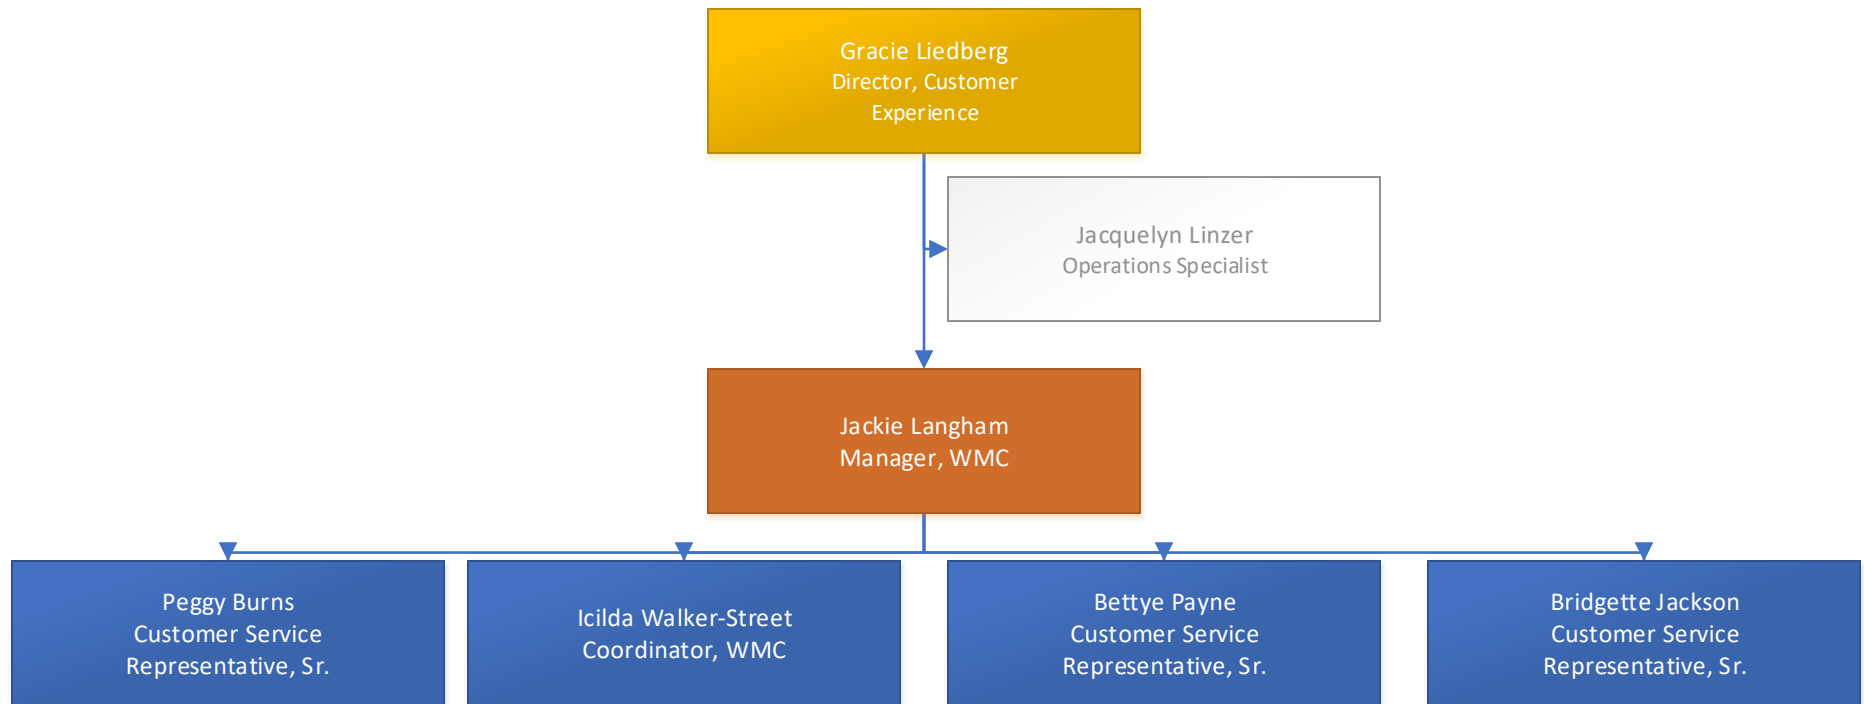 Gracie Liedberg
Director, Customer
Experience
Jacquelyn Linzer
Operations Specialist
Jackie Langham
Manager, WMC
Peggy Burns
Customer Service
Representative, Sr.
Icilda Walker-Street
Coordinator, WMC
Bettye Payne
Customer Service
Representative, Sr.
Bridgette Jackson
Customer Service
Representative, Sr.